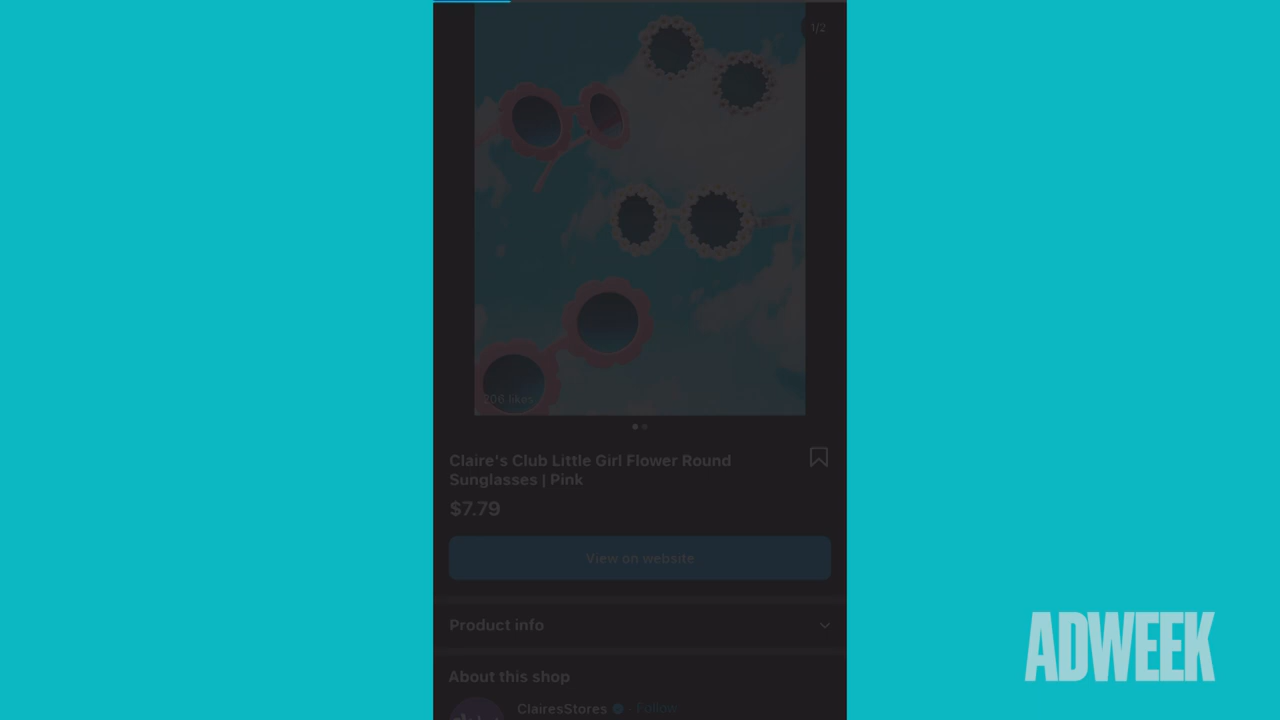 1/2
206 likes
Claire's Club Little Girl Flower Round
Sunglasses | Pink
$7.79
View on website
Product info
About this shop
ClairesStores · Follow
ADWEEK